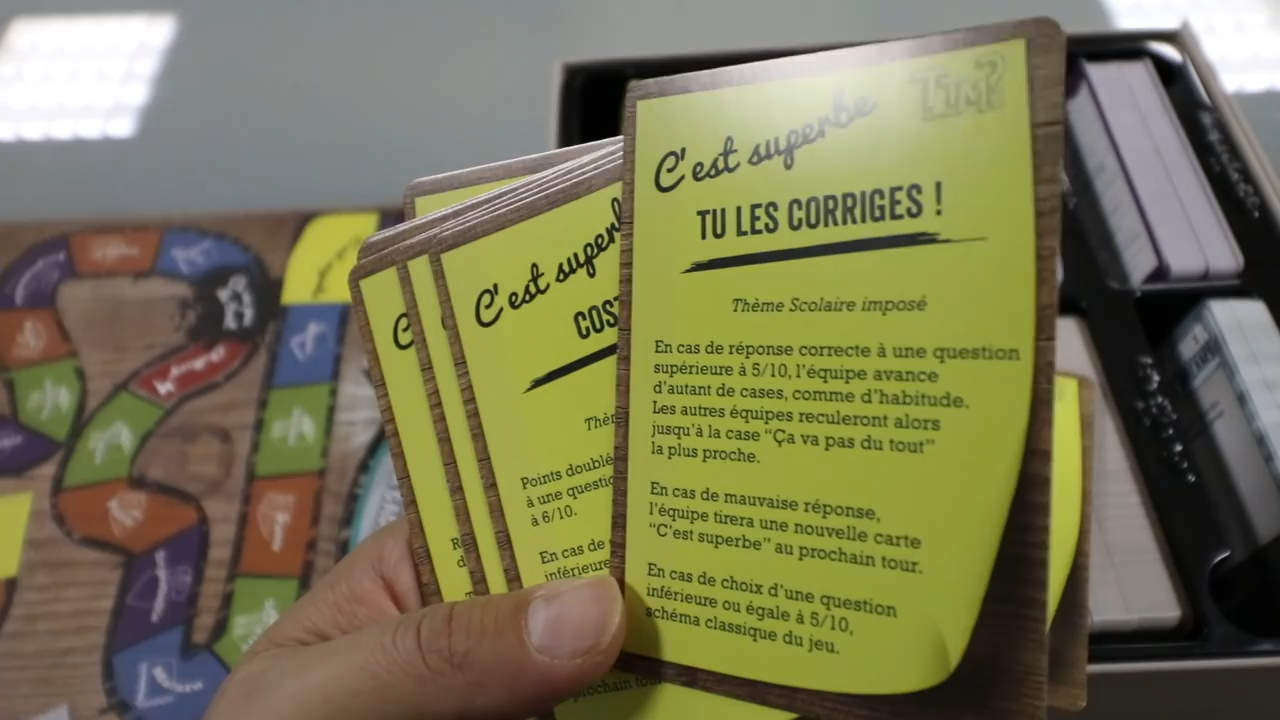 TTMC?
C'est superbe
TU LES CORRIGES !
Thème Scolaire imposé
En cas de réponse correcte à une question
supérieure à 5/10, l'équipe avance
d'autant de cases, comme d'habitude.
Les autres équipes reculeront alors
jusqu'à la case "Ça va pas du tout"
la plus proche.
En cas de mauvaise réponse,
l'équipe tirera une nouvelle carte
"C'est superbe" au prochain tour.
En cas de choix d'une question
inférieure ou égale à 5/10,
schéma classique du jeu.
C'est
Points
à une
à 6/10.
En cas de
inférieure
prochain